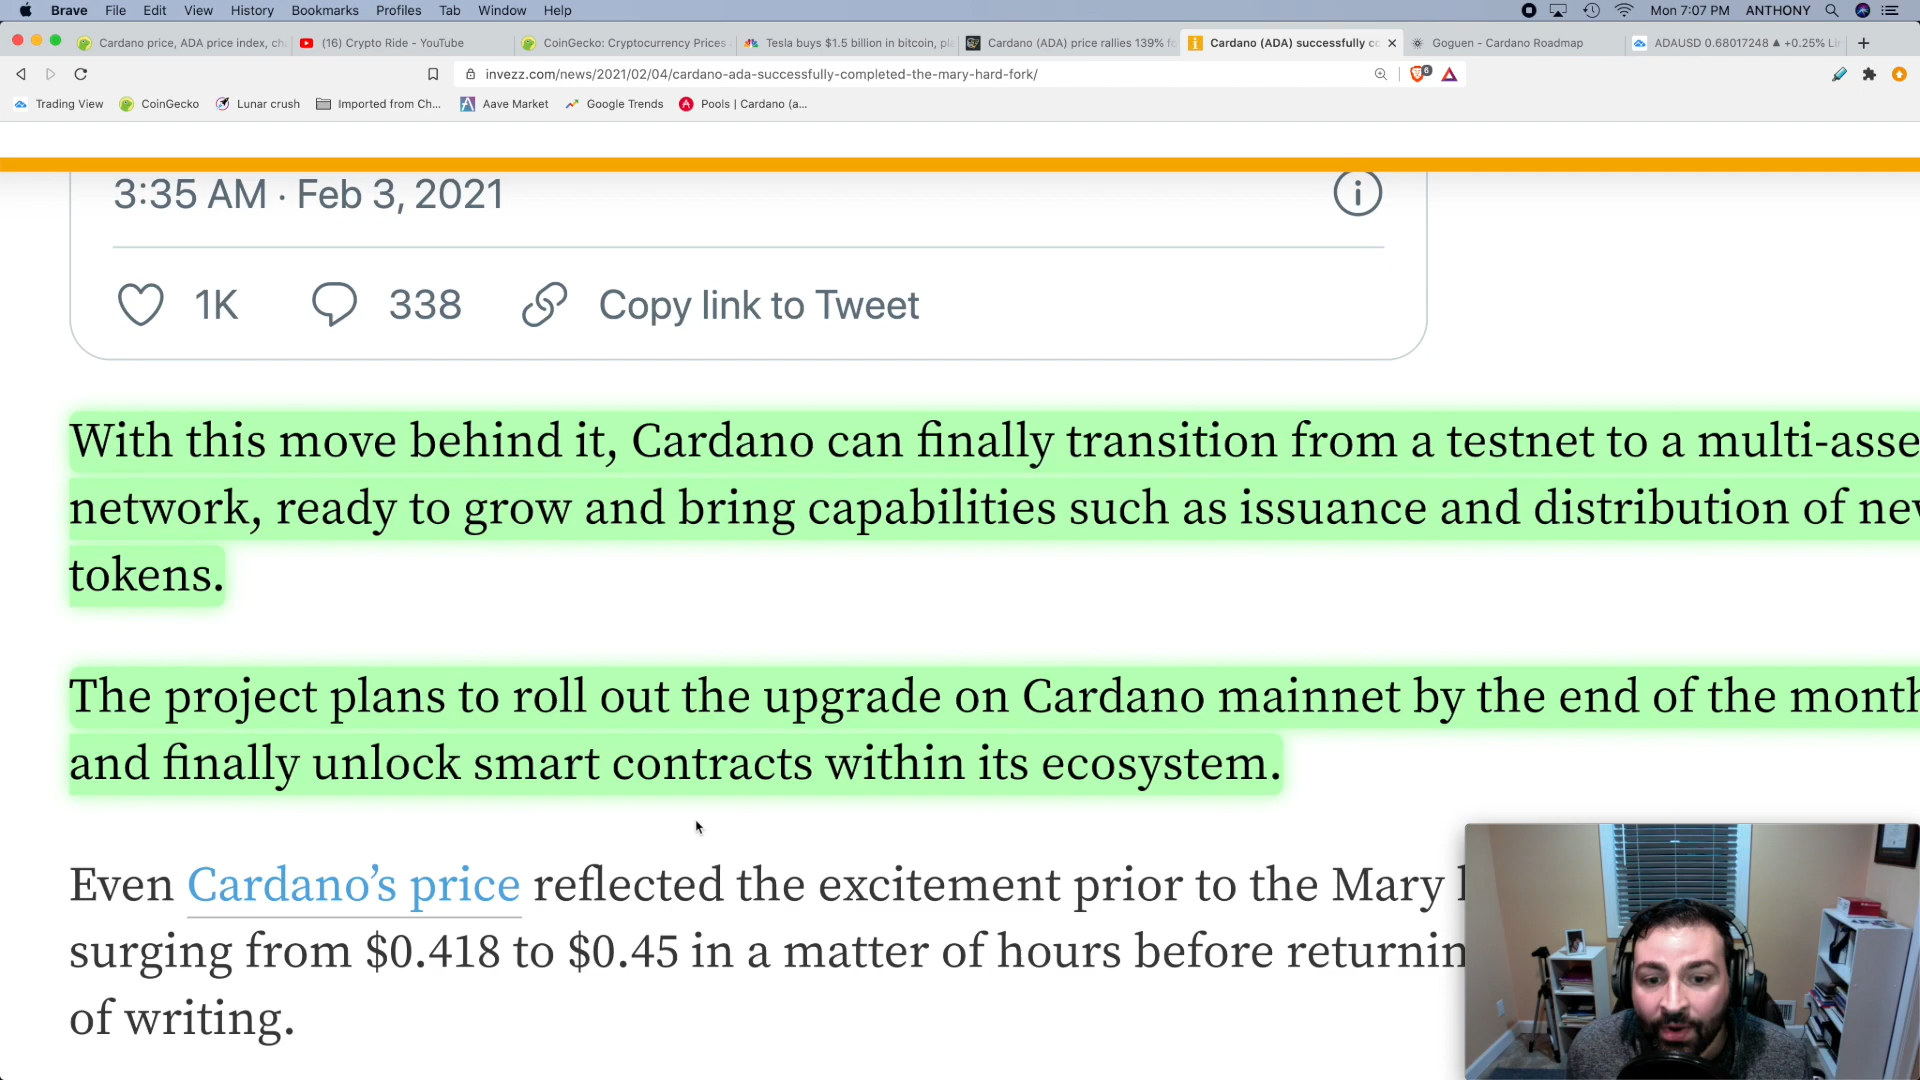 Brave File Edit View History Bookmarks Profiles Tab Window Help Mon 7:07 PM ANTHONY
Cardano price, ADA price index, ch (16) Crypto Ride - YouTube CoinGecko: Cryptocurrency Prices Tesla buys $1.5 billion in bitcoin, pl Cardano (ADA) price rallies 139% fo Cardano (ADA) successfully co Goguen - Cardano Roadmap ADAUSD 0.68017248 ▲ +0.25%
invezz.com/news/2021/02/04/cardano-ada-successfully-completed-the-mary-hard-fork/
Trading View CoinGecko Lunar crush Imported from Ch... Aave Market Google Trends Pools | Cardano (a...
3:35 AM · Feb 3, 2021
1K 338 Copy link to Tweet
With this move behind it, Cardano can finally transition from a testnet to a multi-asse
network, ready to grow and bring capabilities such as issuance and distribution of new
tokens.
The project plans to roll out the upgrade on Cardano mainnet by the end of the month
and finally unlock smart contracts within its ecosystem.
Even Cardano's price reflected the excitement prior to the Mary
surging from $0.418 to $0.45 in a matter of hours before returnin
of writing.